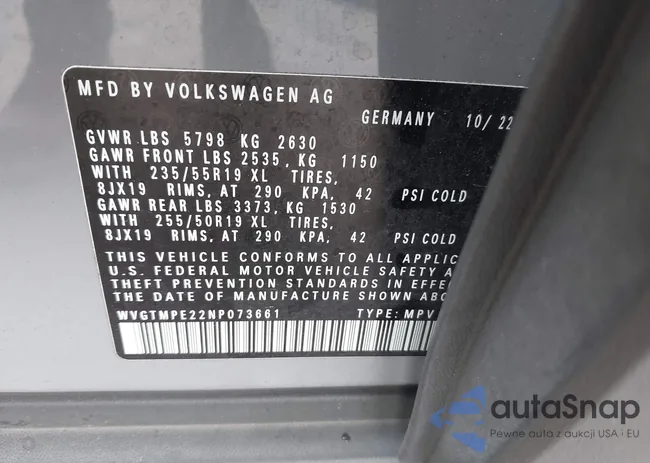 MFD BY VOLKSWAGEN AG
GERMANY 10/ 22
GVWR LBS 5798 KG 2630
GAWR FRONT LBS 2535, KG 1150
WITH 235/55R19 XL TIRES,
8JX19 RIMS, AT 290 KPA, 42 PSI COLD
GAWR REAR LBS 3373, KG 1530
WITH 255/50R19 XL TIRES,
8JX19 RIMS, AT 290 KPA, 42 PSI COLD
THIS VEHICLE CONFORMS TO ALL APPLIC
U.S. FEDERAL MOTOR VEHICLE SAFETY A
THEFT PREVENTION STANDARDS IN EFFE
THE DATE OF MANUFACTURE SHOWN ABO
WVGTMPE22NP073661 TYPE: MPV
autaSnap
Pewne auta z aukcji USA i EU